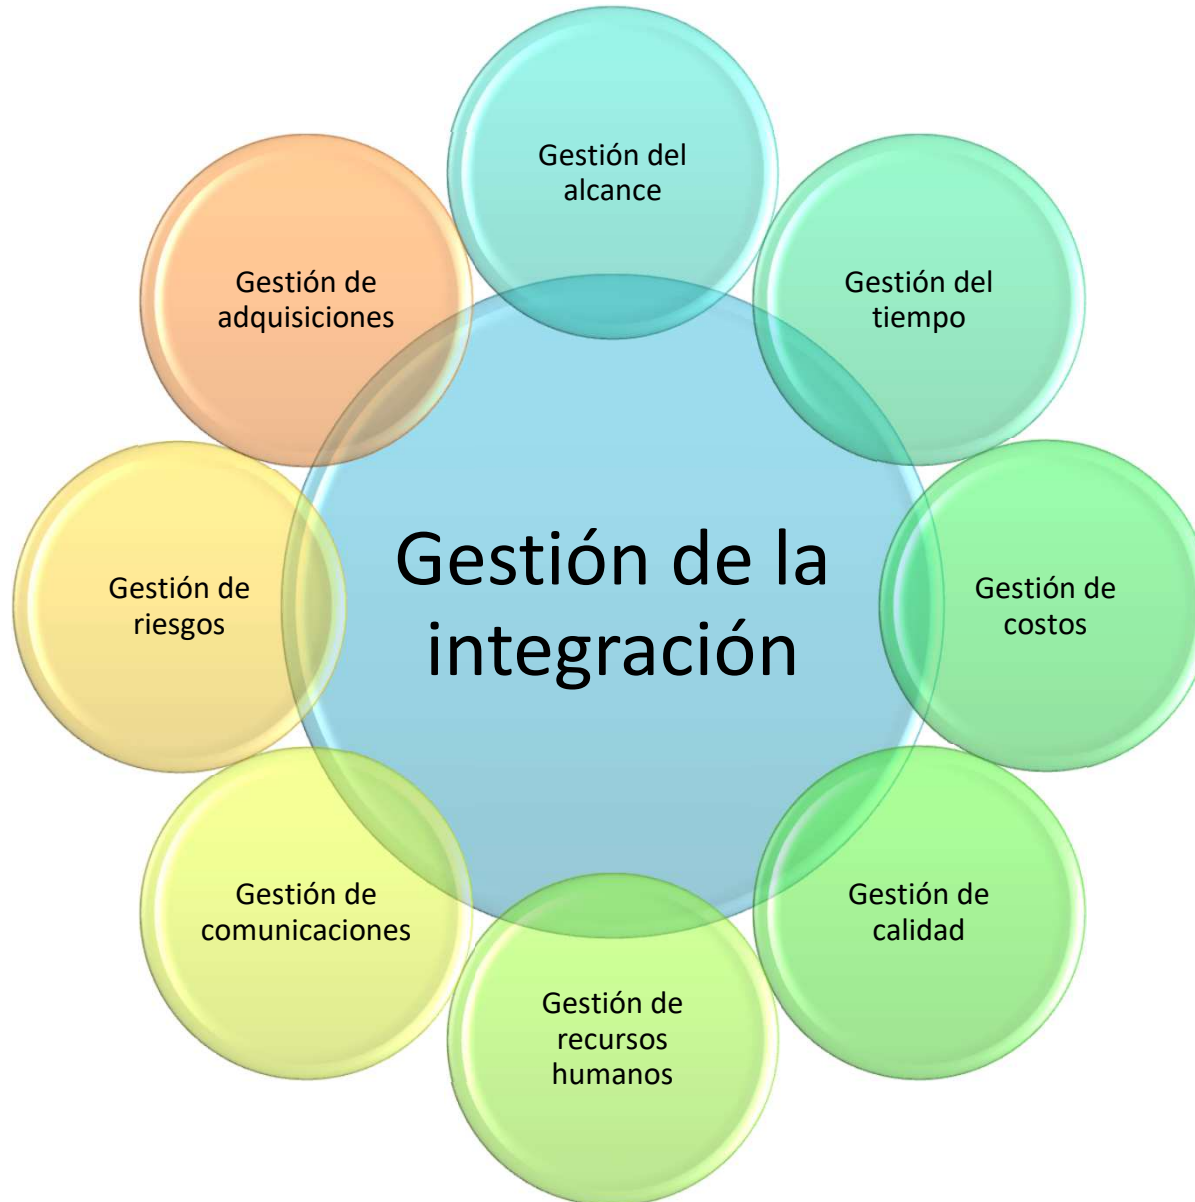 Gestión del
alcance
Gestión del
tiempo
Gestión de
costos
Gestión de
calidad
Gestión de
recursos
humanos
Gestión de
comunicaciones
Gestión de
riesgos
Gestión de
adquisiciones
Gestión de la
integración